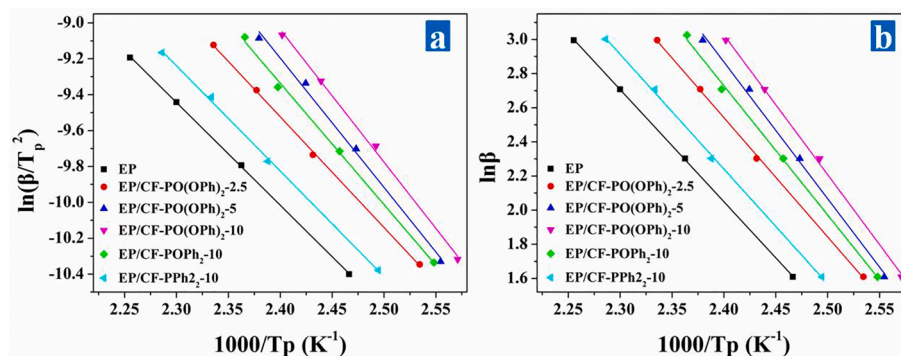 a
-9.0
-9.2
-9.4
-9.6
-9.8
-10.0
-10.2
-10.4
ln(β/Tp²)
EP
EP/CF-PO(OPh)₂-2.5
EP/CF-PO(OPh)₂-5
EP/CF-PO(OPh)₂-10
EP/CF-POPh₂-10
EP/CF-PPh2₂-10
2.25 2.30 2.35 2.40 2.45 2.50 2.55
1000/Tp (K⁻¹)
b
3.0
2.8
2.6
2.4
2.2
2.0
1.8
1.6
lnβ
EP
EP/CF-PO(OPh)₂-2.5
EP/CF-PO(OPh)₂-5
EP/CF-PO(OPh)₂-10
EP/CF-POPh₂-10
EP/CF-PPh2₂-10
2.25 2.30 2.35 2.40 2.45 2.50 2.55
1000/Tp (K⁻¹)